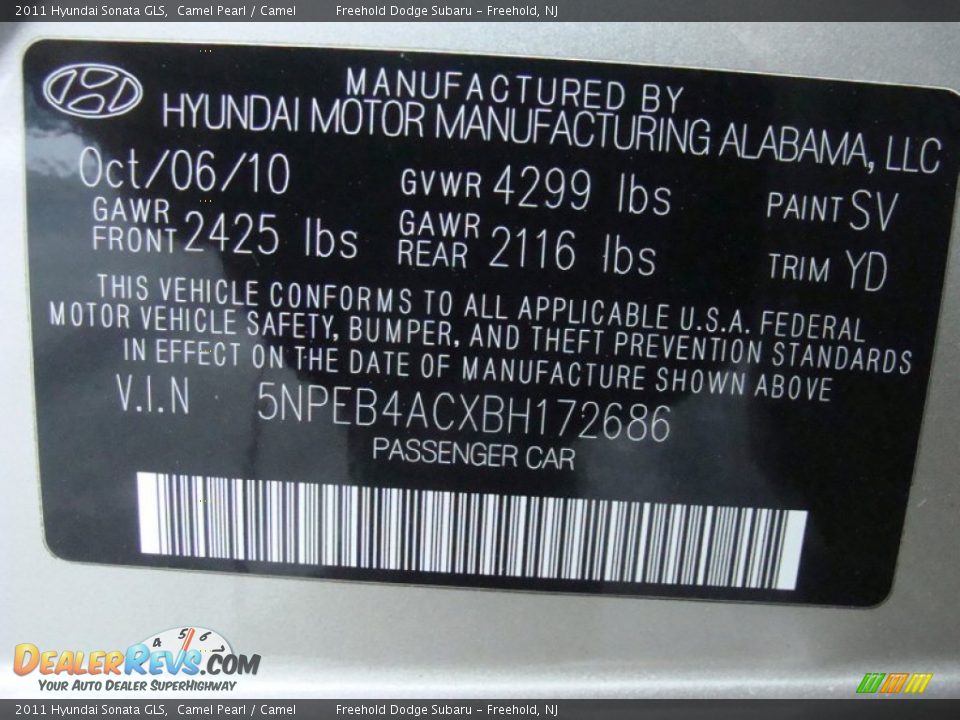 2011 Hyundai Sonata GLS, Camel Pearl / Camel Freehold Dodge Subaru - Freehold, NJ
MANUFACTURED BY
HYUNDAI MOTOR MANUFACTURING ALABAMA, LLC
Oct/06/10 GVWR 4299 lbs PAINT SV
GAWR FRONT 2425 lbs GAWR REAR 2116 lbs TRIM YD
THIS VEHICLE CONFORMS TO ALL APPLICABLE U.S.A. FEDERAL
MOTOR VEHICLE SAFETY, BUMPER, AND THEFT PREVENTION STANDARDS
IN EFFECT ON THE DATE OF MANUFACTURE SHOWN ABOVE
V.I.N 5NPEB4ACXBH172686
PASSENGER CAR
4 5 6 7
DEALERREVS.COM
YOUR AUTO DEALER SUPERHIGHWAY
2011 Hyundai Sonata GLS, Camel Pearl / Camel Freehold Dodge Subaru - Freehold, NJ